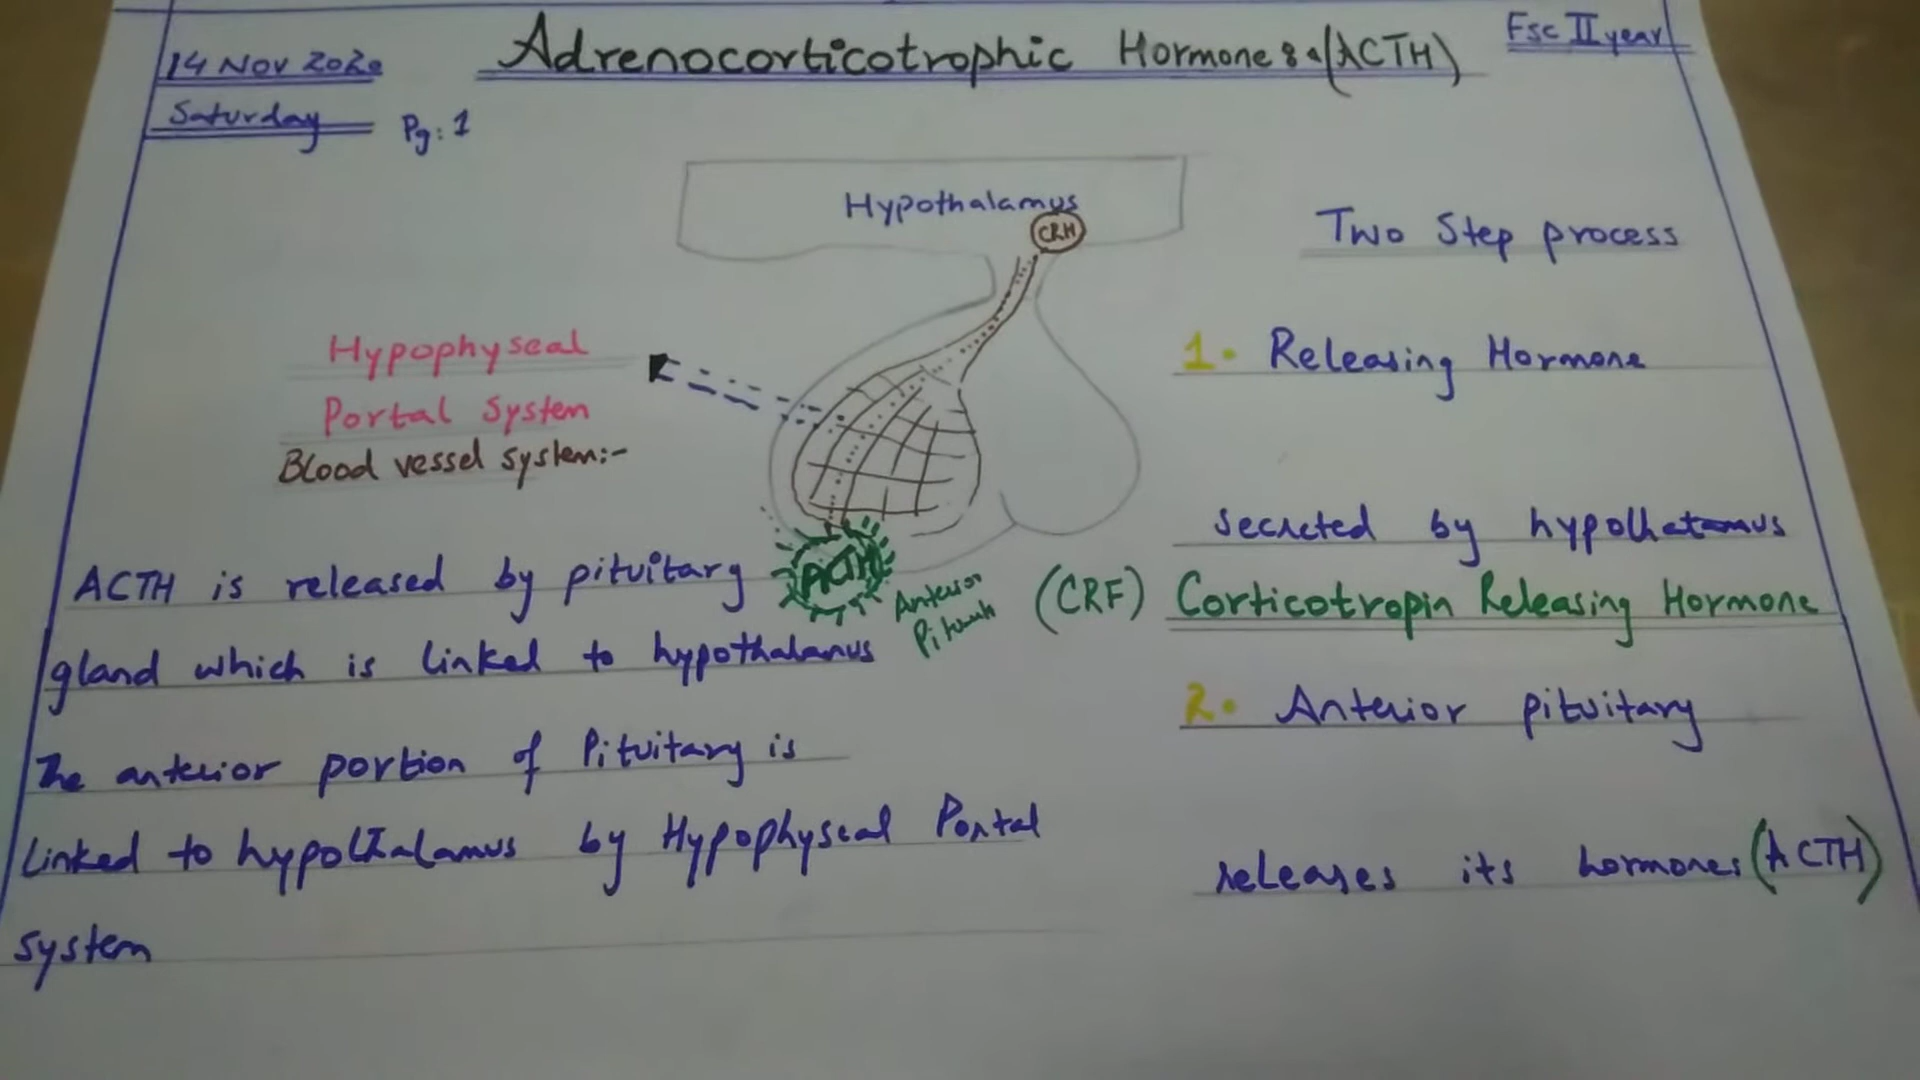 14 Nov 2020
Saturday
Pg: 1
Adrenocorticotrophic Hormone (ACTH)
Fsc II year
Hypothalamus
CRH
Two Step process
Hypophyseal
Portal System
Blood vessel system:-
1. Releasing Hormone
secreted by hypothalamus
(CRF) Corticotropin Releasing Hormone
2. Anterior pituitary
releases its hormones (ACTH)
ACTH
Anterior
ACTH is released by pituitary
gland which is linked to hypothalamus
The anterior portion of Pituitary is
Linked to hypothalamus by Hypophyseal Portal
system